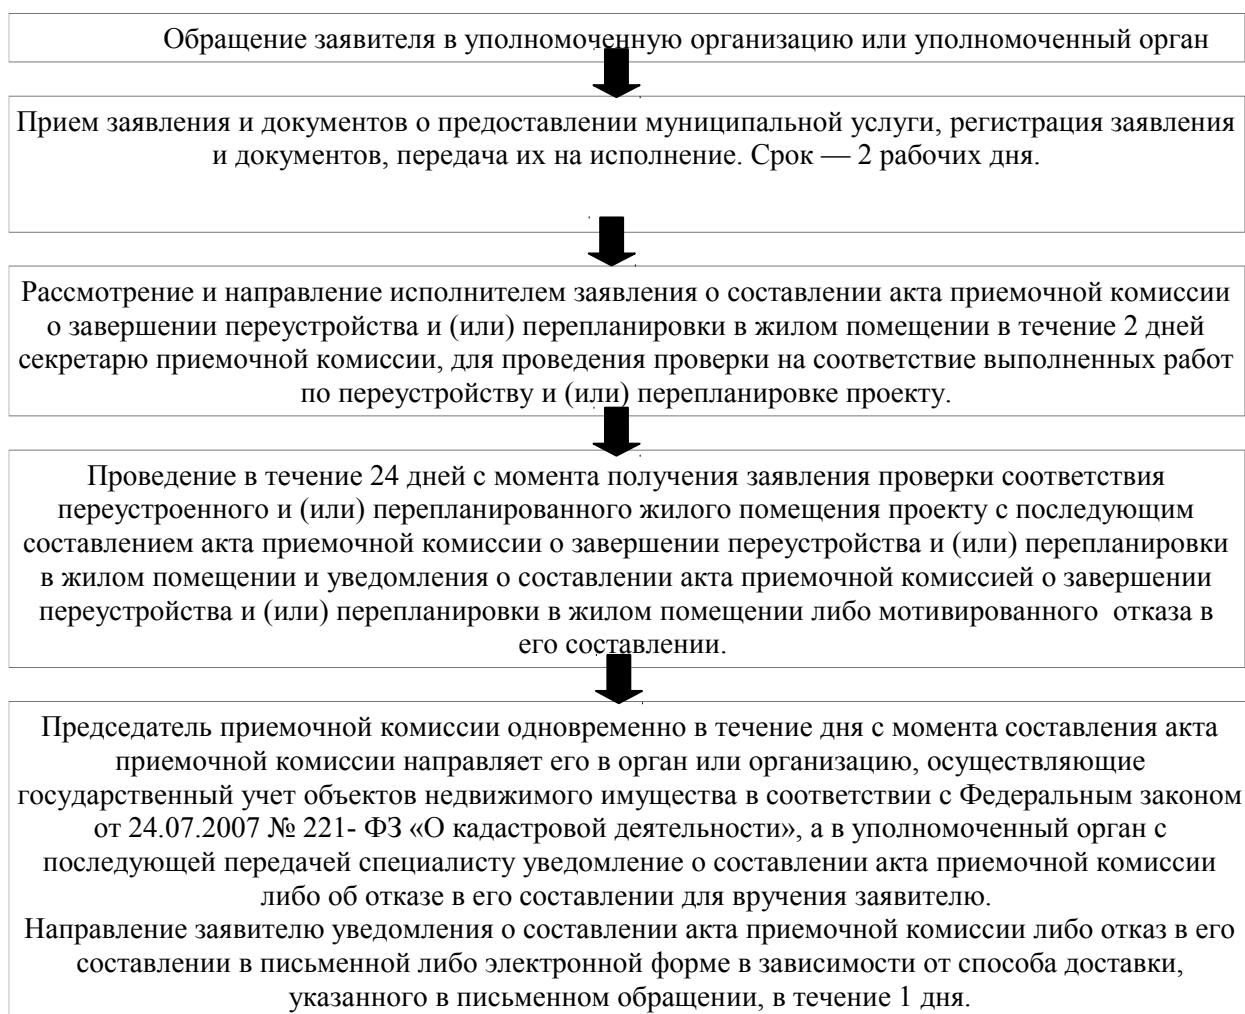 Обращение заявителя в уполномоченную организацию или уполномоченный орган
Прием заявления и документов о предоставлении муниципальной услуги, регистрация заявления
и документов, передача их на исполнение. Срок — 2 рабочих дня.
Рассмотрение и направление исполнителем заявления о составлении акта приемочной комиссии
о завершении переустройства и (или) перепланировки в жилом помещении в течение 2 дней
секретарю приемочной комиссии, для проведения проверки на соответствие выполненных работ
по переустройству и (или) перепланировке проекту.
Проведение в течение 24 дней с момента получения заявления проверки соответствия
переустроенного и (или) перепланированного жилого помещения проекту с последующим
составлением акта приемочной комиссии о завершении переустройства и (или) перепланировки
в жилом помещении и уведомления о составлении акта приемочной комиссией о завершении
переустройства и (или) перепланировки в жилом помещении либо мотивированного  отказа в
его составлении.
Председатель приемочной комиссии одновременно в течение дня с момента составления акта
приемочной комиссии направляет его в орган или организацию, осуществляющие
государственный учет объектов недвижимого имущества в соответствии с Федеральным законом
от 24.07.2007 № 221- ФЗ «О кадастровой деятельности», а в уполномоченный орган с
последующей передачей специалисту уведомление о составлении акта приемочной комиссии
либо об отказе в его составлении для вручения заявителю.
Направление заявителю уведомления о составлении акта приемочной комиссии либо отказ в его
составлении в письменной либо электронной форме в зависимости от способа доставки,
указанного в письменном обращении, в течение 1 дня.